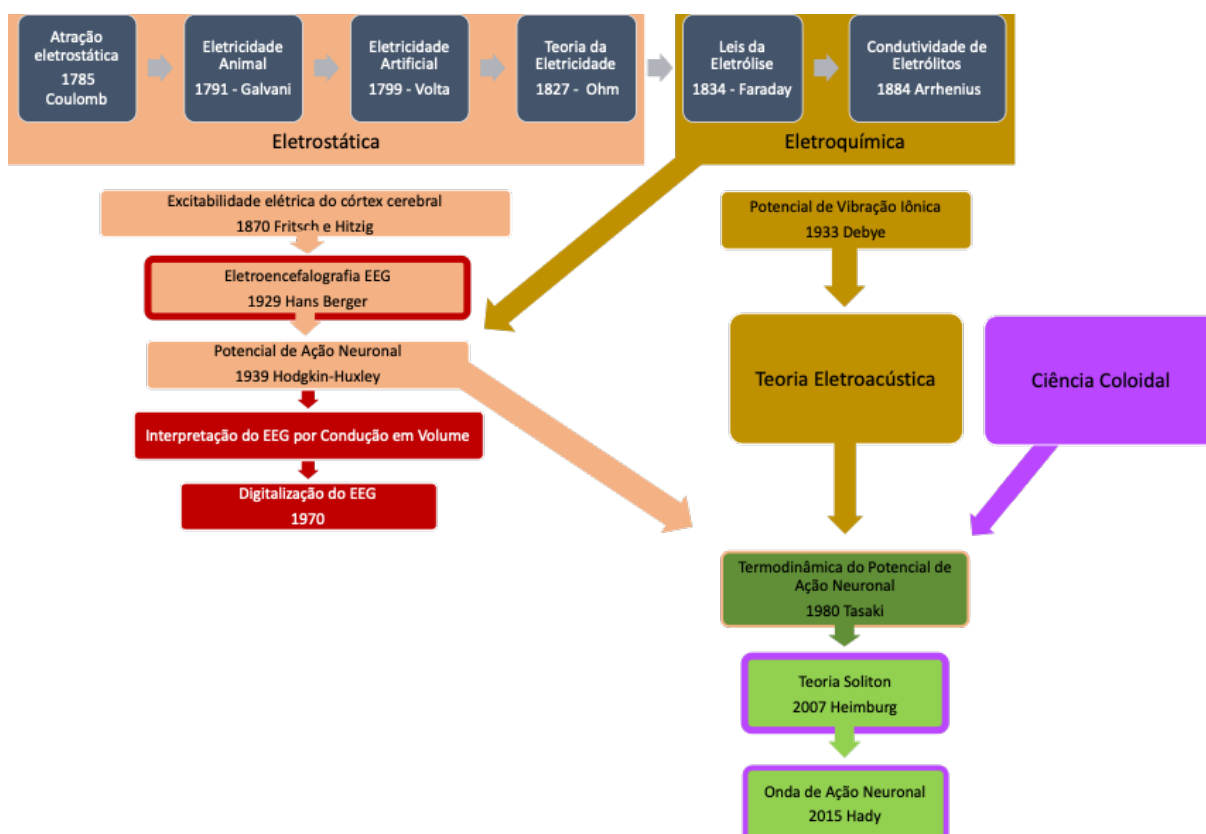 Atração
eletrostática
1785
Coulomb
Eletricidade
Animal
1791 - Galvani
Eletricidade
Artificial
1799 - Volta
Teoria da
Eletricidade
1827 - Ohm
Leis da
Eletrólise
1834 - Faraday
Condutividade de
Eletrólitos
1884 Arrhenius
Eletrostática
Eletroquímica
Excitabilidade elétrica do córtex cerebral
1870 Fritsch e Hitzig
Potencial de Vibração Iônica
1933 Debye
Eletroencefalografia EEG
1929 Hans Berger
Potencial de Ação Neuronal
1939 Hodgkin-Huxley
Teoria Eletroacústica
Ciência Coloidal
Interpretação do EEG por Condução em Volume
Digitalização do EEG
1970
Termodinâmica do Potencial de
Ação Neuronal
1980 Tasaki
Teoria Soliton
2007 Heimburg
Onda de Ação Neuronal
2015 Hady